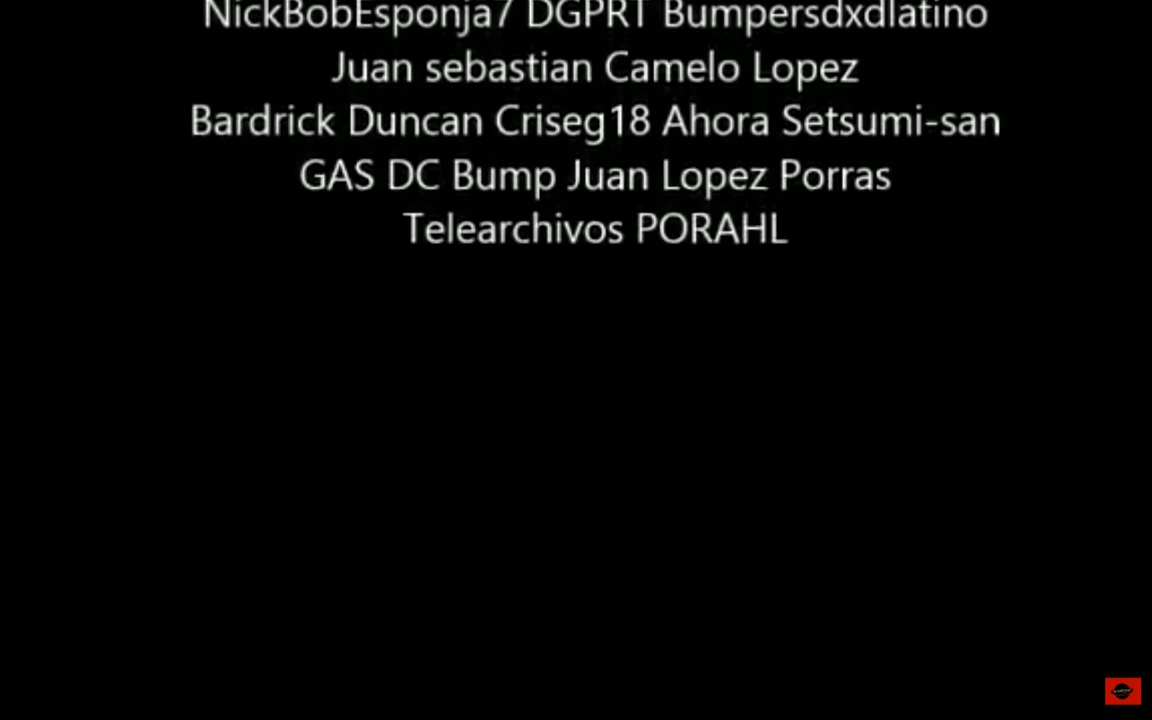 NickBobEsponja7 DGPRT Bumpersdxdlatino
Juan sebastian Camelo Lopez
Bardrick Duncan Criseg18 Ahora Setsumi-san
GAS DC Bump Juan Lopez Porras
Telearchivos PORAHL